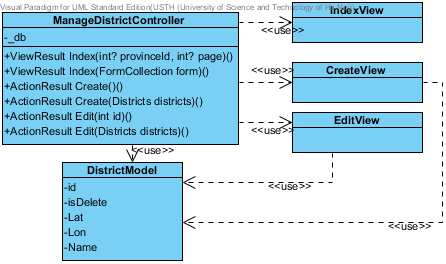 Visual Paradigm for UML Standard Edition(USTH (University of Science and Technology of Ha
ManageDistrictController
-_db
+ViewResult Index(int? provinceId, int? page)()
+ViewResult Index(FormCollection form)()
+ActionResult Create()()
+ActionResult Create(Districts districts)()
+ActionResult Edit(int id)()
+ActionResult Edit(Districts districts)()
IndexView
<<use>>
<<use>>
CreateView
EditView
<<use>>
<<use>>
DistrictModel
-id
-isDelete
-Lat
-Lon
-Name
<<use>>
<<use>>